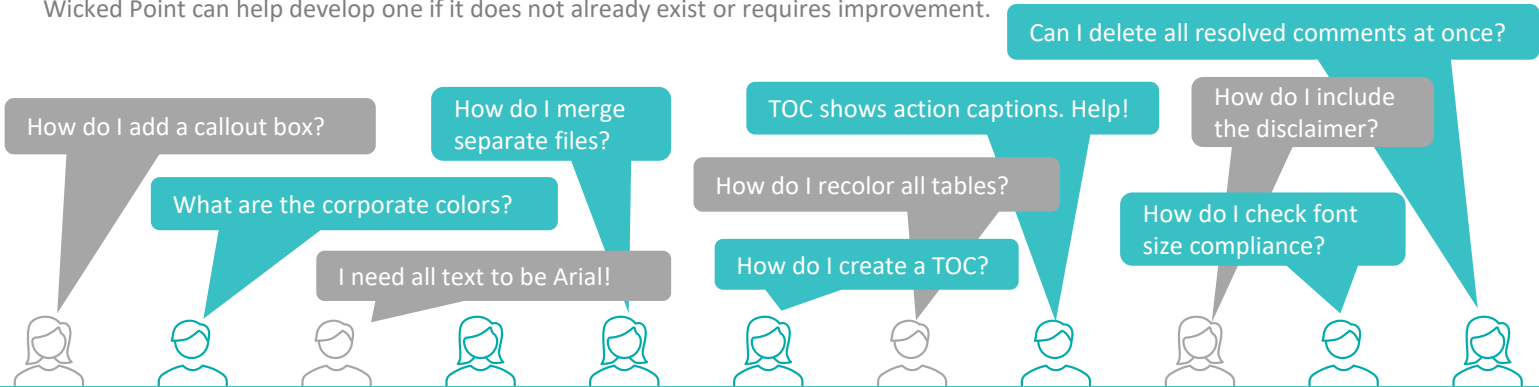 Wicked Point can help develop one if it does not already exist or requires improvement.
Can I delete all resolved comments at once?
How do I add a callout box?
How do I merge
separate files?
TOC shows action captions. Help!
How do I include
the disclaimer?
What are the corporate colors?
How do I recolor all tables?
How do I check font
size compliance?
I need all text to be Arial!
How do I create a TOC?